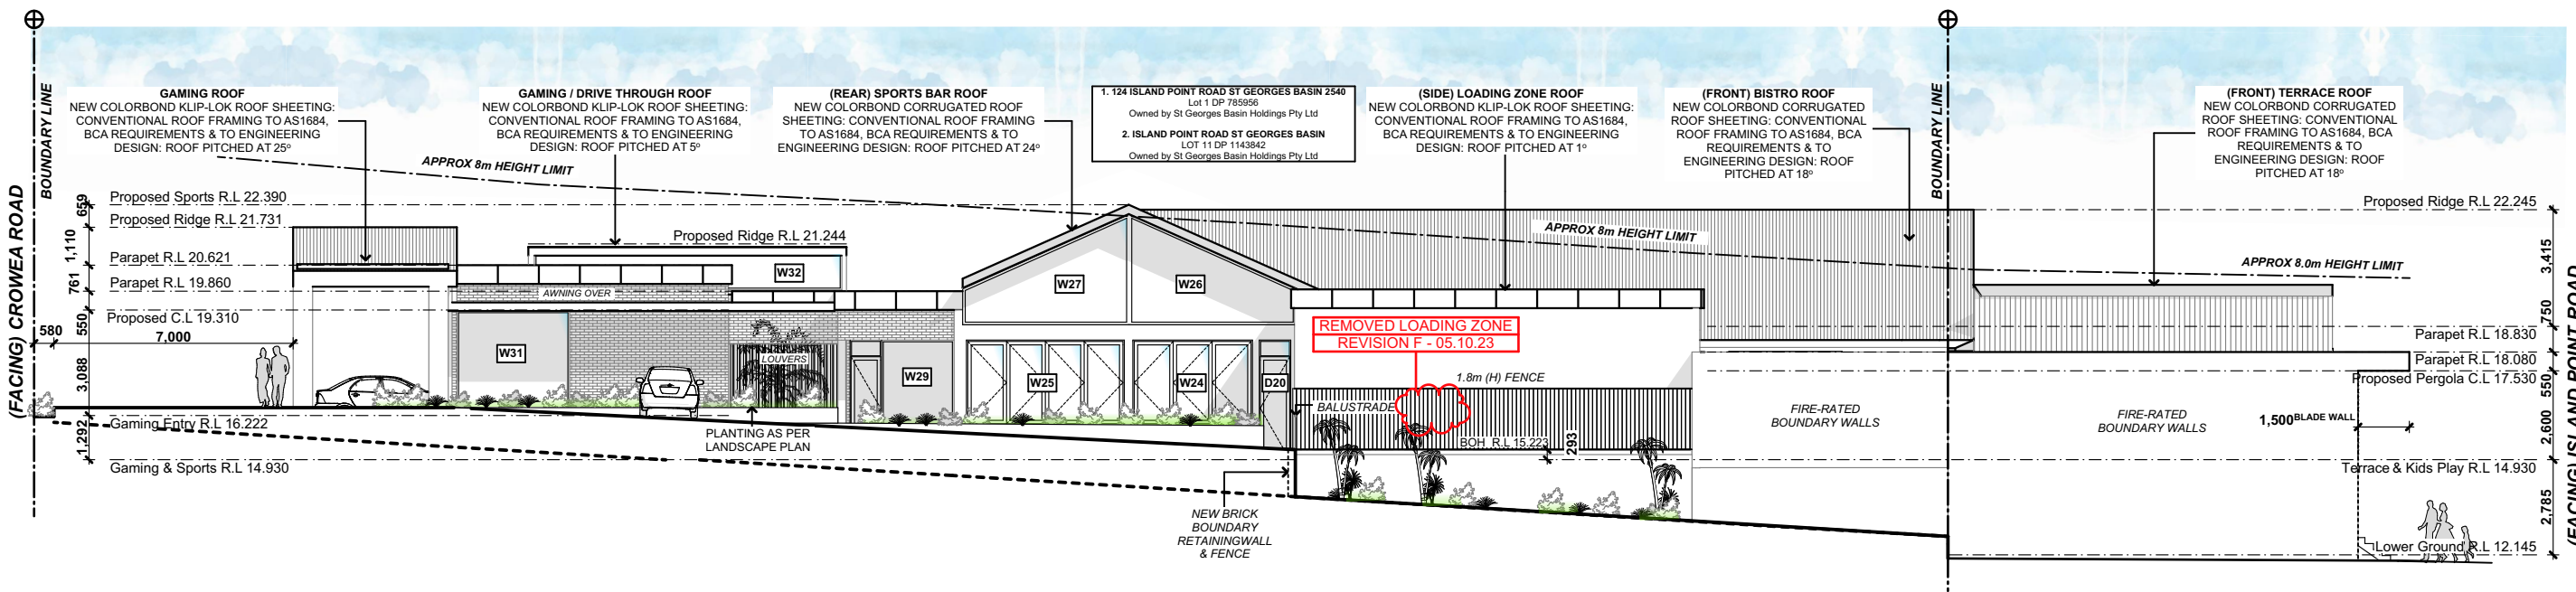 (FACING) CROWEA ROAD
BOUNDARY LINE
GAMING ROOF
NEW COLORBOND KLIP-LOK ROOF SHEETING:
CONVENTIONAL ROOF FRAMING TO AS1684,
BCA REQUIREMENTS & TO ENGINEERING
DESIGN: ROOF PITCHED AT 25º
GAMING / DRIVE THROUGH ROOF
NEW COLORBOND KLIP-LOK ROOF SHEETING:
CONVENTIONAL ROOF FRAMING TO AS1684,
BCA REQUIREMENTS & TO ENGINEERING
DESIGN: ROOF PITCHED AT 5º
(REAR) SPORTS BAR ROOF
NEW COLORBOND CORRUGATED ROOF
SHEETING: CONVENTIONAL ROOF FRAMING
TO AS1684, BCA REQUIREMENTS & TO
ENGINEERING DESIGN: ROOF PITCHED AT 24º
1. 124 ISLAND POINT ROAD ST GEORGES BASIN 2540
Lot 1 DP 785956
Owned by St Georges Basin Holdings Pty Ltd
2. ISLAND POINT ROAD ST GEORGES BASIN
LOT 11 DP 1143842
Owned by St Georges Basin Holdings Pty Ltd
(SIDE) LOADING ZONE ROOF
NEW COLORBOND KLIP-LOK ROOF SHEETING:
CONVENTIONAL ROOF FRAMING TO AS1684,
BCA REQUIREMENTS & TO ENGINEERING
DESIGN: ROOF PITCHED AT 1º
(FRONT) BISTRO ROOF
NEW COLORBOND CORRUGATED
ROOF SHEETING: CONVENTIONAL
ROOF FRAMING TO AS1684, BCA
REQUIREMENTS & TO
ENGINEERING DESIGN: ROOF
PITCHED AT 18º
BOUNDARY LINE
(FRONT) TERRACE ROOF
NEW COLORBOND CORRUGATED
ROOF SHEETING: CONVENTIONAL
ROOF FRAMING TO AS1684, BCA
REQUIREMENTS & TO
ENGINEERING DESIGN: ROOF
PITCHED AT 18º
APPROX 8m HEIGHT LIMIT
APPROX 8m HEIGHT LIMIT
APPROX 8.0m HEIGHT LIMIT
Proposed Sports R.L 22.390
659
Proposed Ridge R.L 21.731
1,110
Parapet R.L 20.621
761
Parapet R.L 19.860
550
Proposed C.L 19.310
580
7,000
3,088
Gaming Entry R.L 16.222
1,292
Gaming & Sports R.L 14.930
Proposed Ridge R.L 21.244
W32
AWNING OVER
W31
LOUVERS
W29
W27
W26
W25
W24
D20
PLANTING AS PER
LANDSCAPE PLAN
REMOVED LOADING ZONE
REVISION F - 05.10.23
1.8m (H) FENCE
BALUSTRADE
BOH R.L 15.223
293
NEW BRICK
BOUNDARY
RETAININGWALL
& FENCE
FIRE-RATED
BOUNDARY WALLS
FIRE-RATED
BOUNDARY WALLS
1,500
BLADE WALL
Proposed Ridge R.L 22.245
3,415
Parapet R.L 18.830
750
Parapet R.L 18.080
550
Proposed Pergola C.L 17.530
2,600
Terrace & Kids Play R.L 14.930
2,785
Lower Ground R.L 12.145
(FACING) ISLAND POINT ROAD